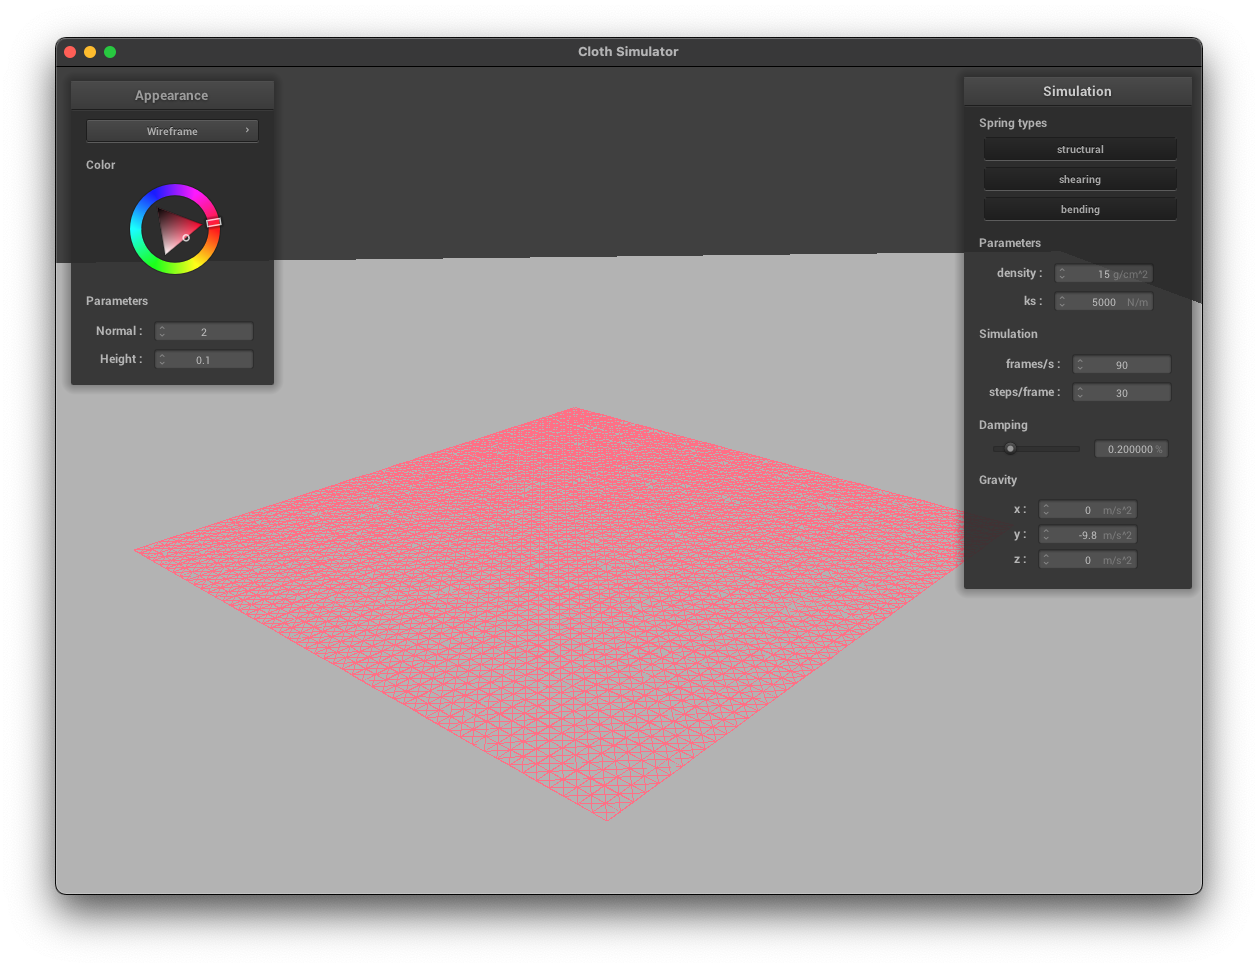 Cloth Simulator
Appearance
Wireframe
Color
Parameters
Normal : 2
Height : 0.1
Simulation
Spring types
structural
shearing
bending
Parameters
density : 15 g/cm^2
ks : 5000 N/m
Simulation
frames/s : 90
steps/frame : 30
Damping
0.200000 %
Gravity
x : 0 m/s^2
y : -9.8 m/s^2
z : 0 m/s^2